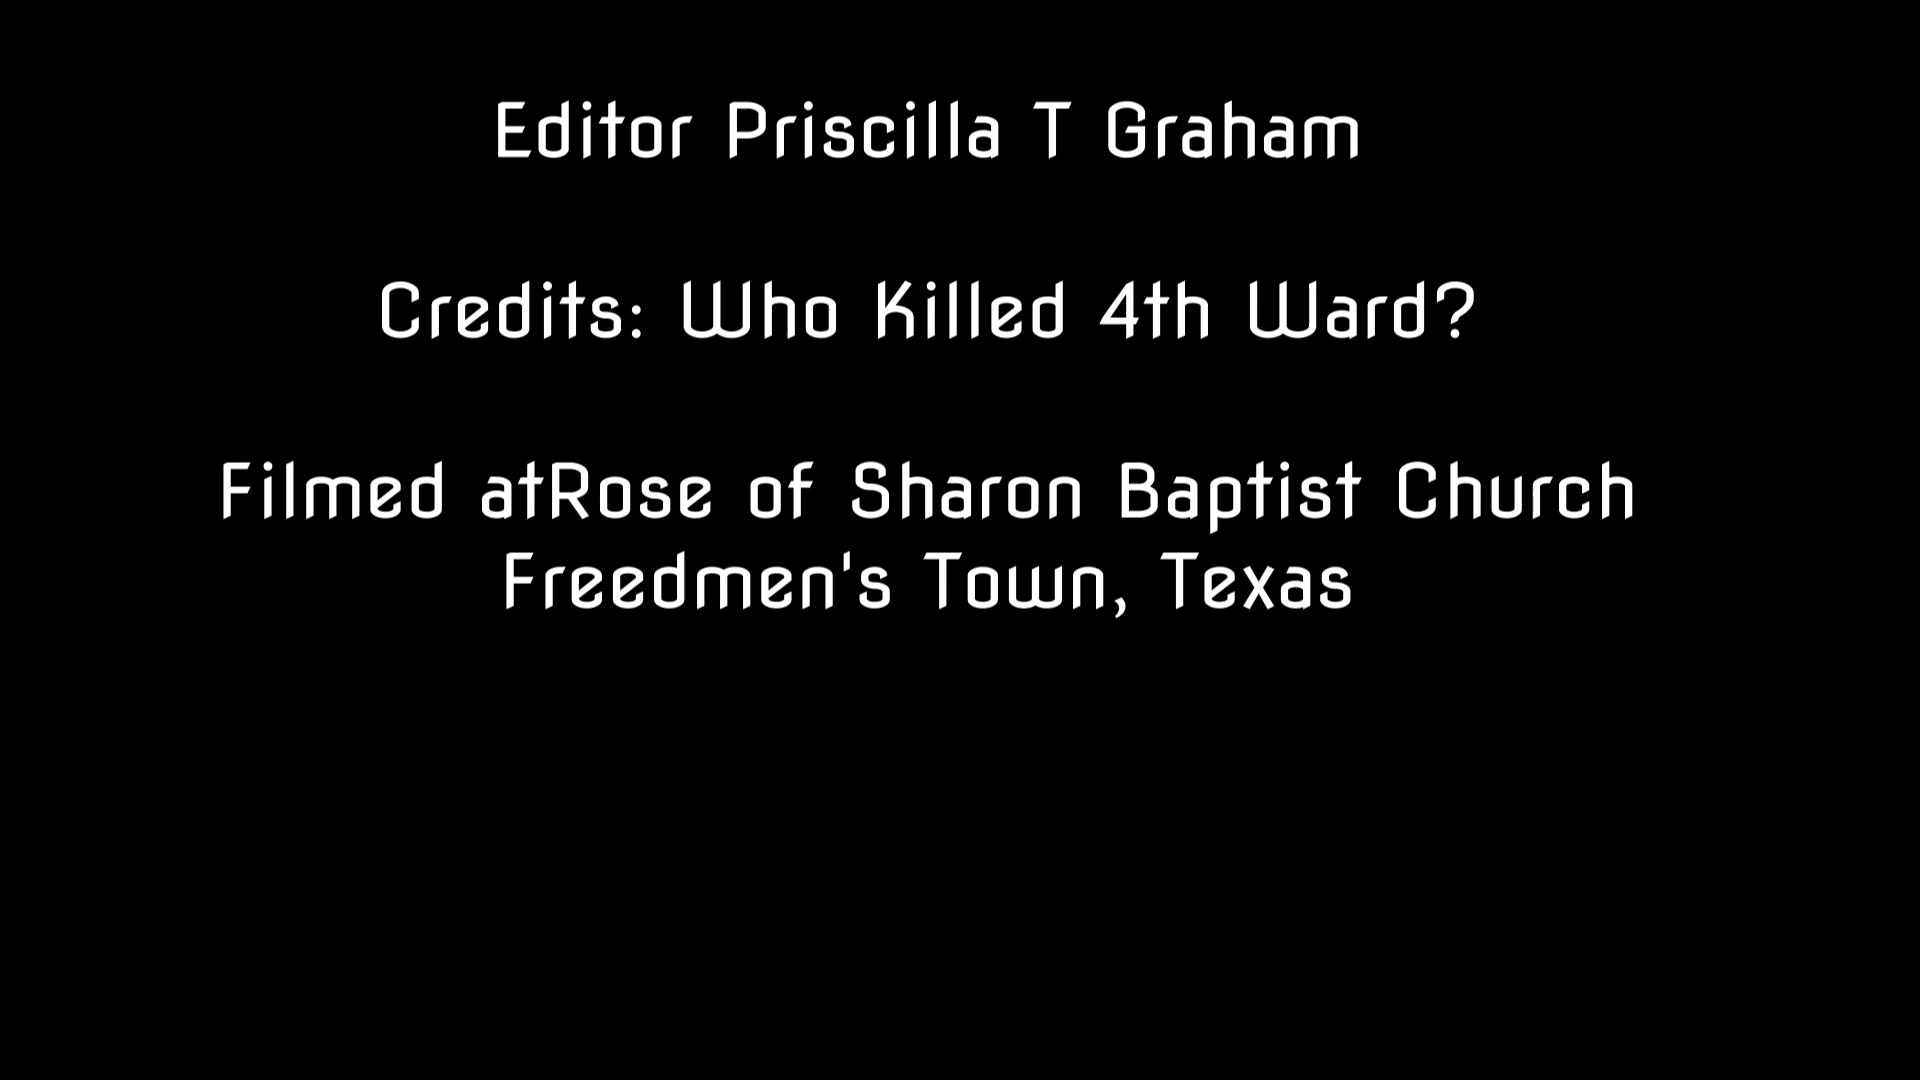 Editor Priscilla T Graham
Credits: Who Killed 4th Ward?
Filmed atRose of Sharon Baptist Church
Freedmen's Town, Texas